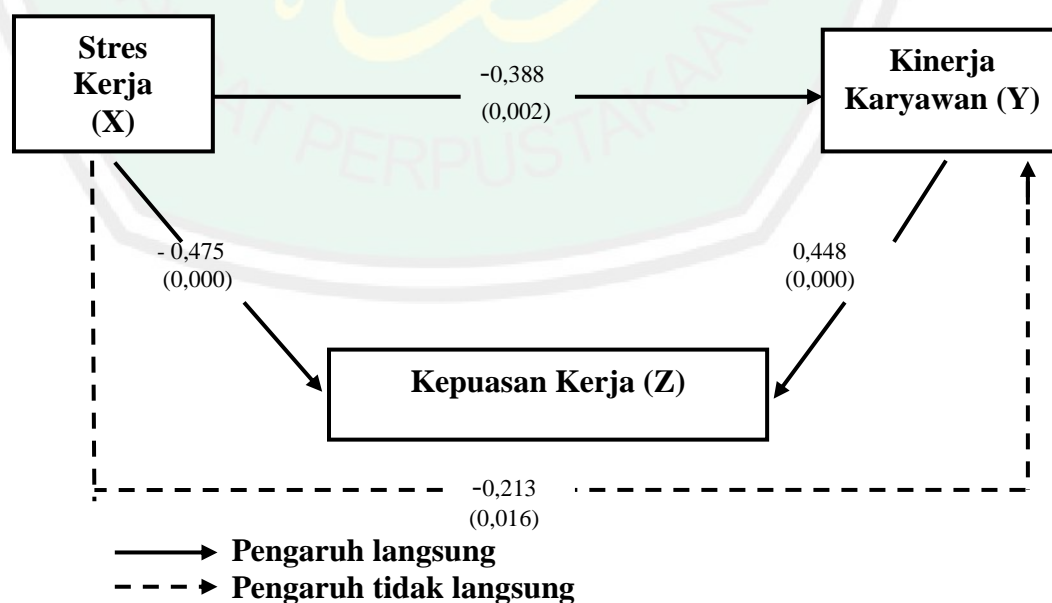 Stres
Kerja
(X)
-0,388
(0,002)
Kinerja
Karyawan (Y)
PERPUSTAKAAN
- 0,475
(0,000)
0,448
(0,000)
Kepuasan Kerja (Z)
-0,213
(0,016)
Pengaruh langsung
Pengaruh tidak langsung